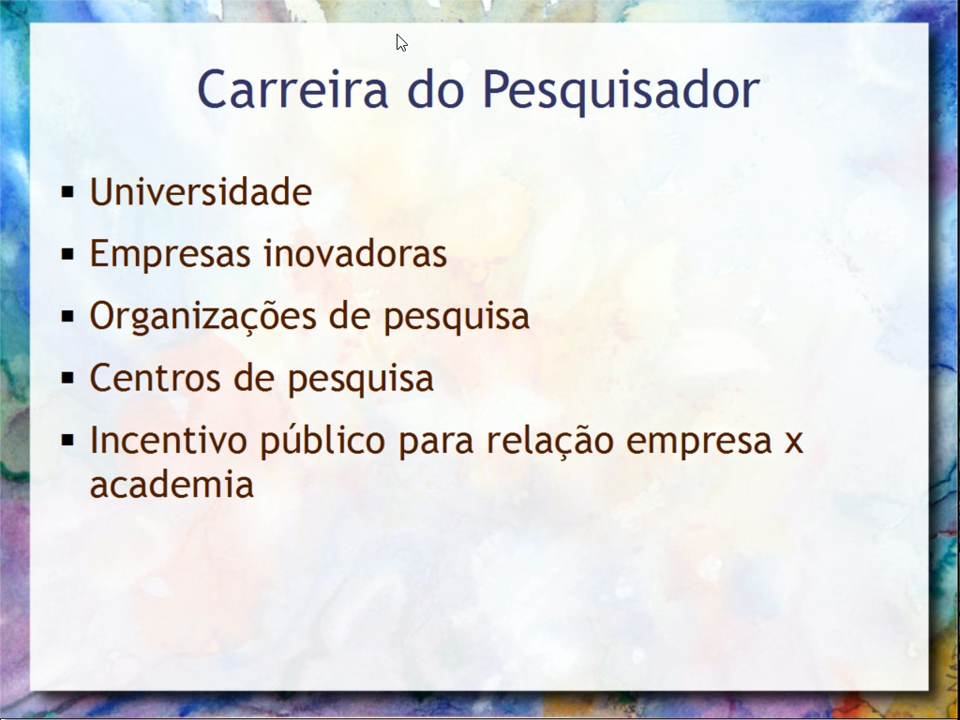 Carreira do Pesquisador
Universidade
Empresas inovadoras
Organizações de pesquisa
Centros de pesquisa
Incentivo público para relação empresa x
academia